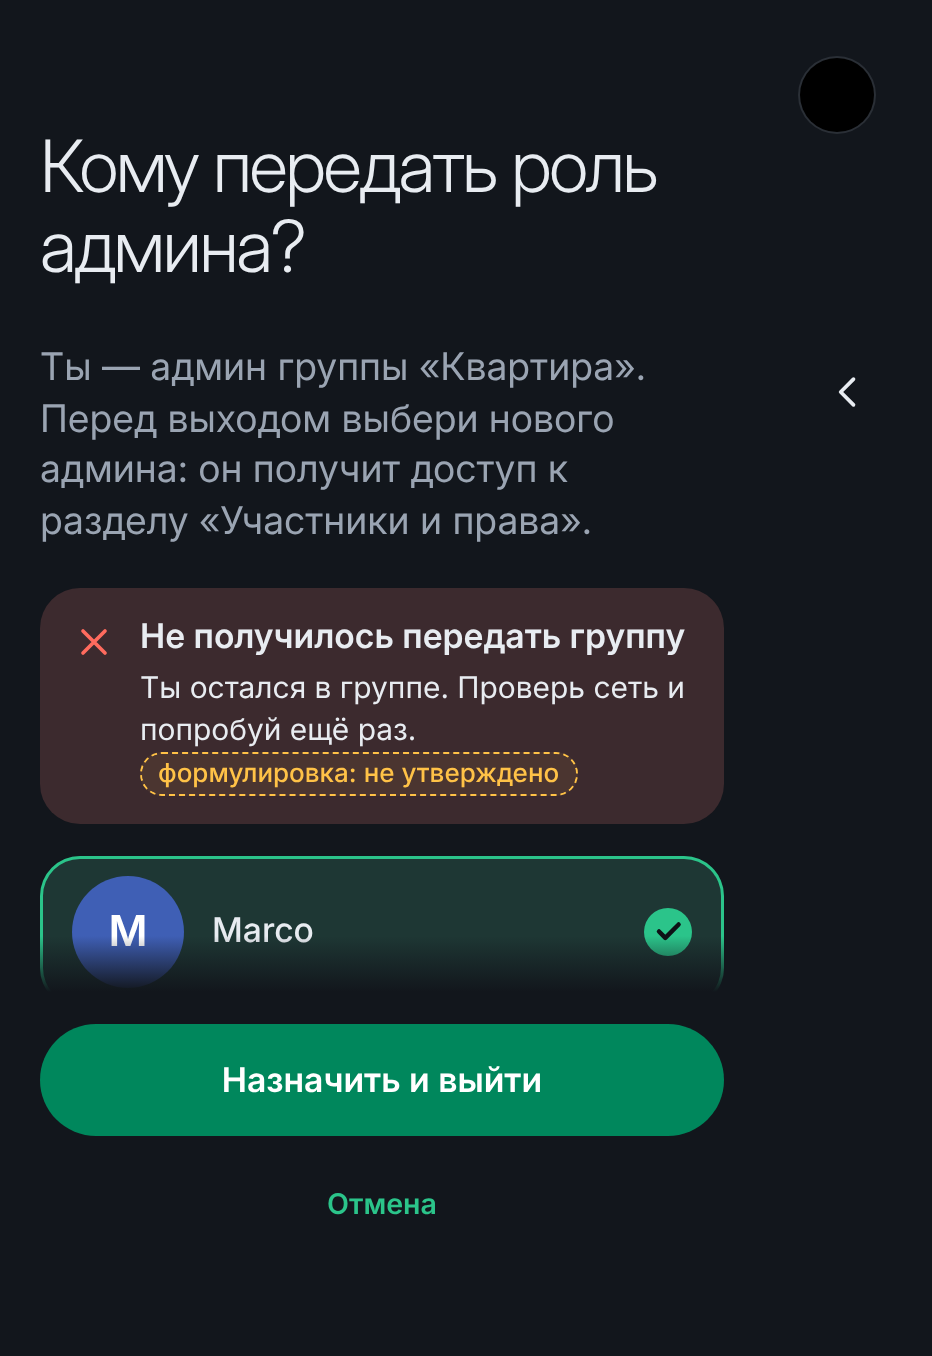 Кому передать роль
админа?
Ты — админ группы «Квартира».
Перед выходом выбери нового
админа: он получит доступ к
разделу «Участники и права».
Не получилось передать группу
Ты остался в группе. Проверь сеть и
попробуй ещё раз.
формулировка: не утверждено
M
Marco
Назначить и выйти
Отмена